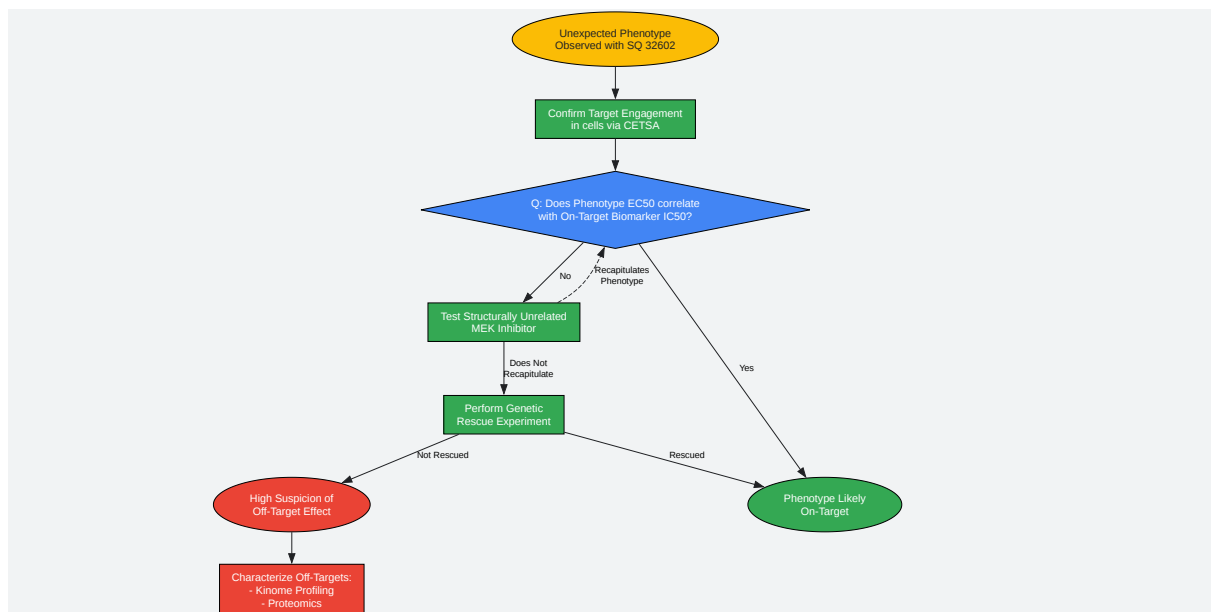 Unexpected Phenotype
Observed with SQ 32602
Confirm Target Engagement
in cells via CETSA
Q: Does Phenotype EC50 correlate
with On-Target Biomarker IC50?
No
Recapitulates
Phenotype
Test Structurally Unrelated
MEK Inhibitor
Does Not
Recapitulate
Yes
Perform Genetic
Rescue Experiment
Not Rescued
Rescued
High Suspicion of
Off-Target Effect
Phenotype Likely
On-Target
Characterize Off-Targets:
- Kinome Profiling
- Proteomics